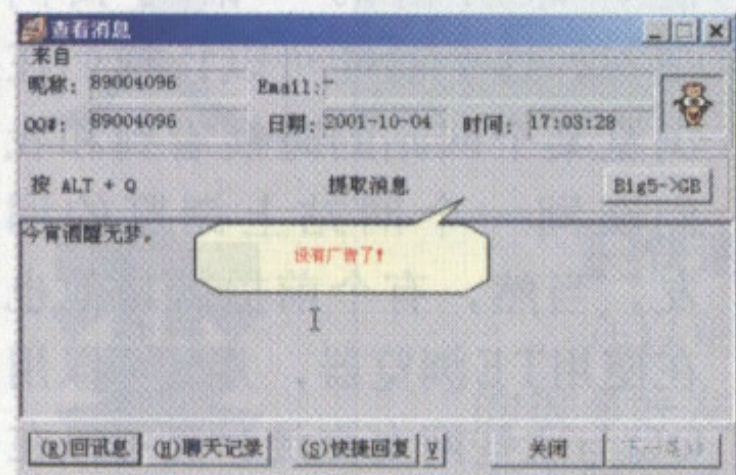 查看消息
来自
昵称: 89004096 Email:
QQ#: 89004096 日期: 2001-10-04 时间: 17:03:28
按 ALT + Q 提取消息 Big5->GB
今宵酒醒无梦。
没有广告了!
(R)回讯息 (H)聊天记录 (S)快捷回复 V 关闭